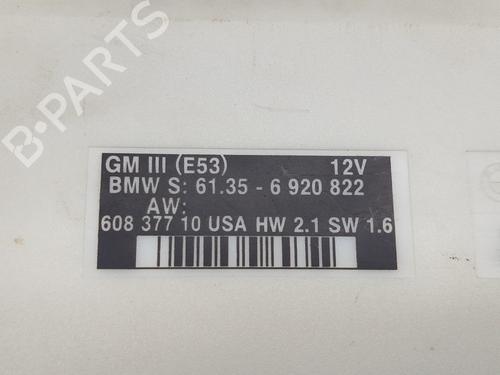 B-PARTS
GM III (E53) 12V
BMW S: 61.35 - 6 920 822
AW:
608 377 10 USA HW 2.1 SW 1.6